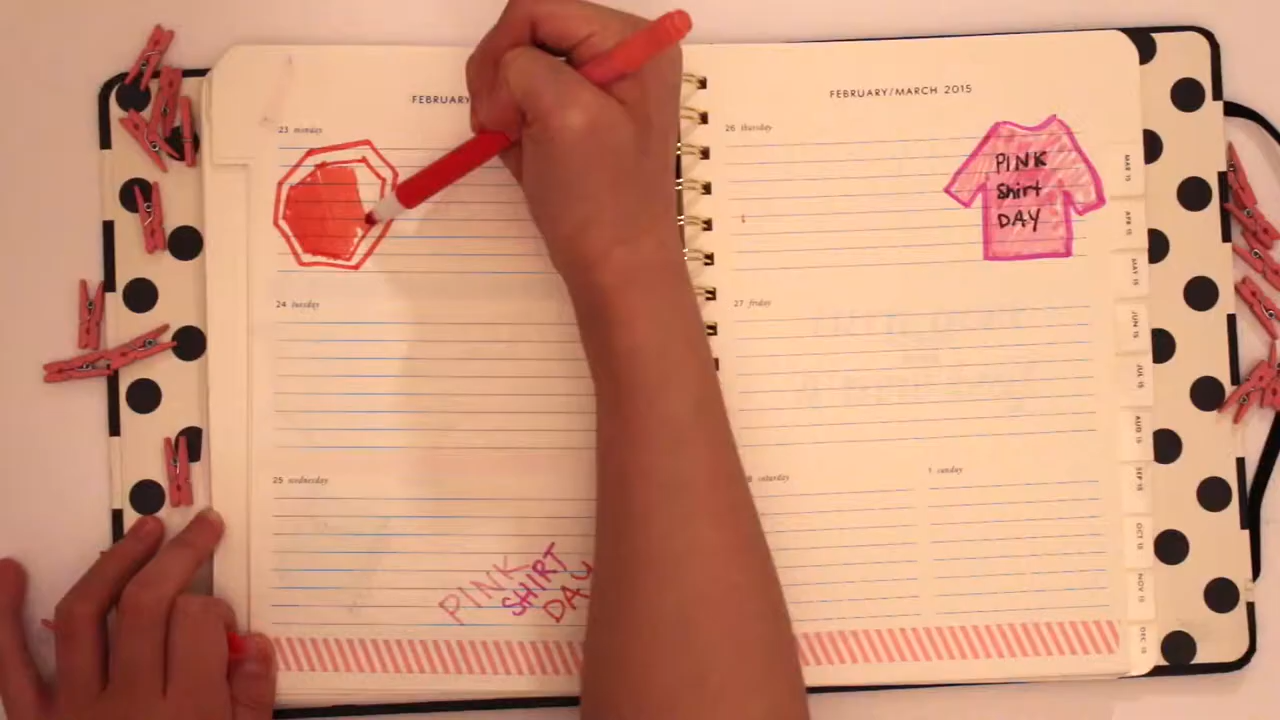 FEBRUARY
23 monday
24 tuesday
25 wednesday
PINK
SHIRT
DAY
FEBRUARY/MARCH 2015
26 thursday
PINK
Shirt
DAY
27 friday
saturday
1 sunday
MAR 15
APR 15
MAY 15
JUN 15
JUL 15
AUG 15
SEP 15
OCT 15
NOV 15
DEC 15